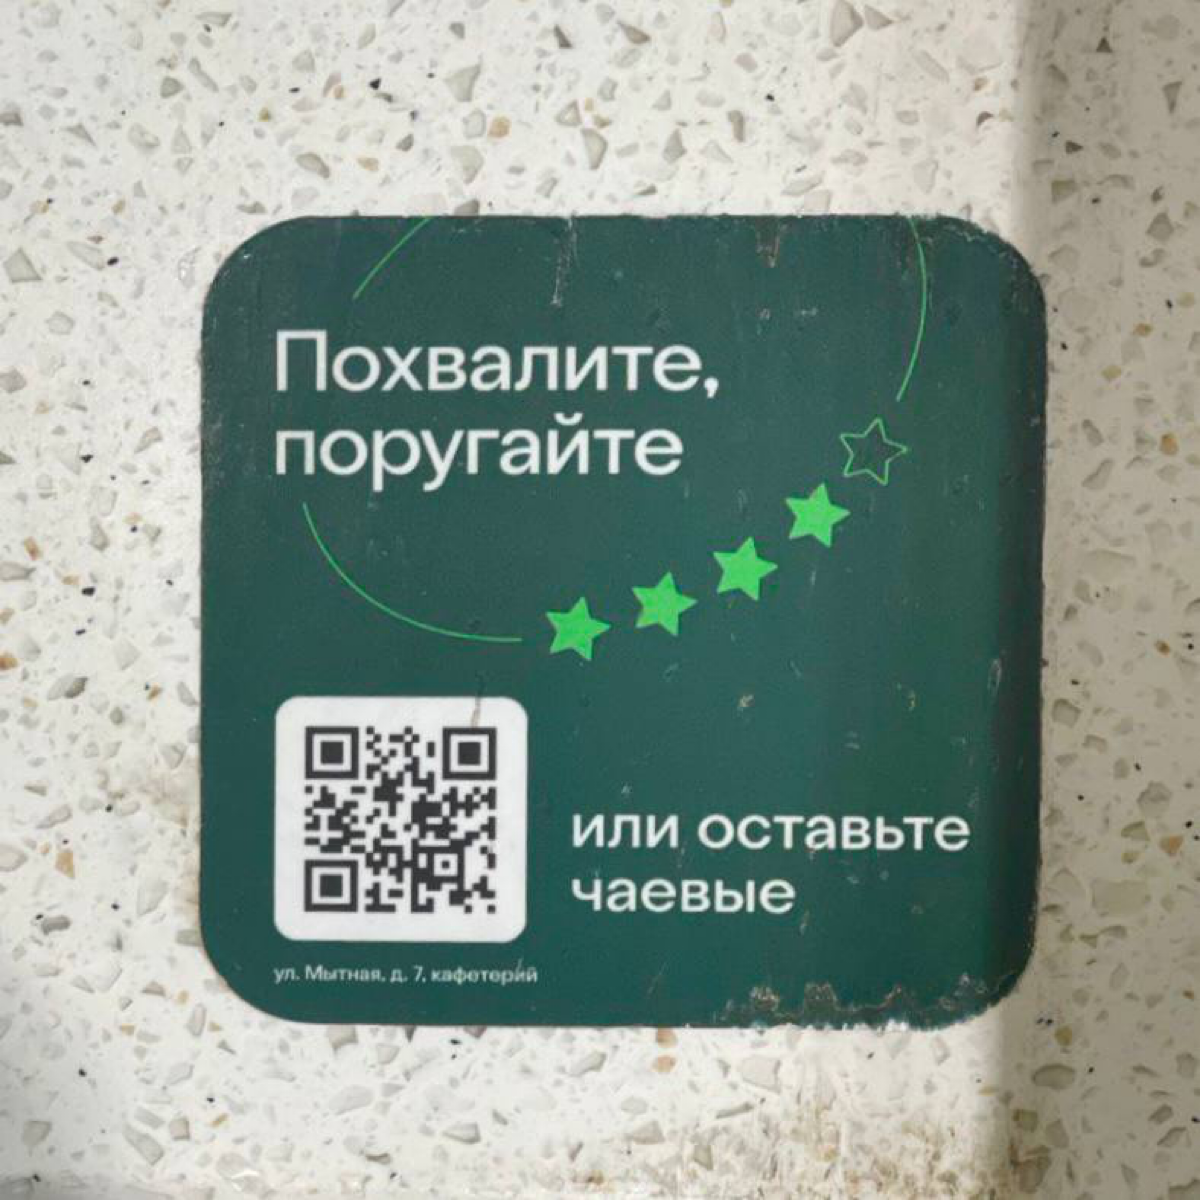 Похвалите,
поругайте
или оставьте
чаевые
ул. Мытная, д. 7, кафетерий